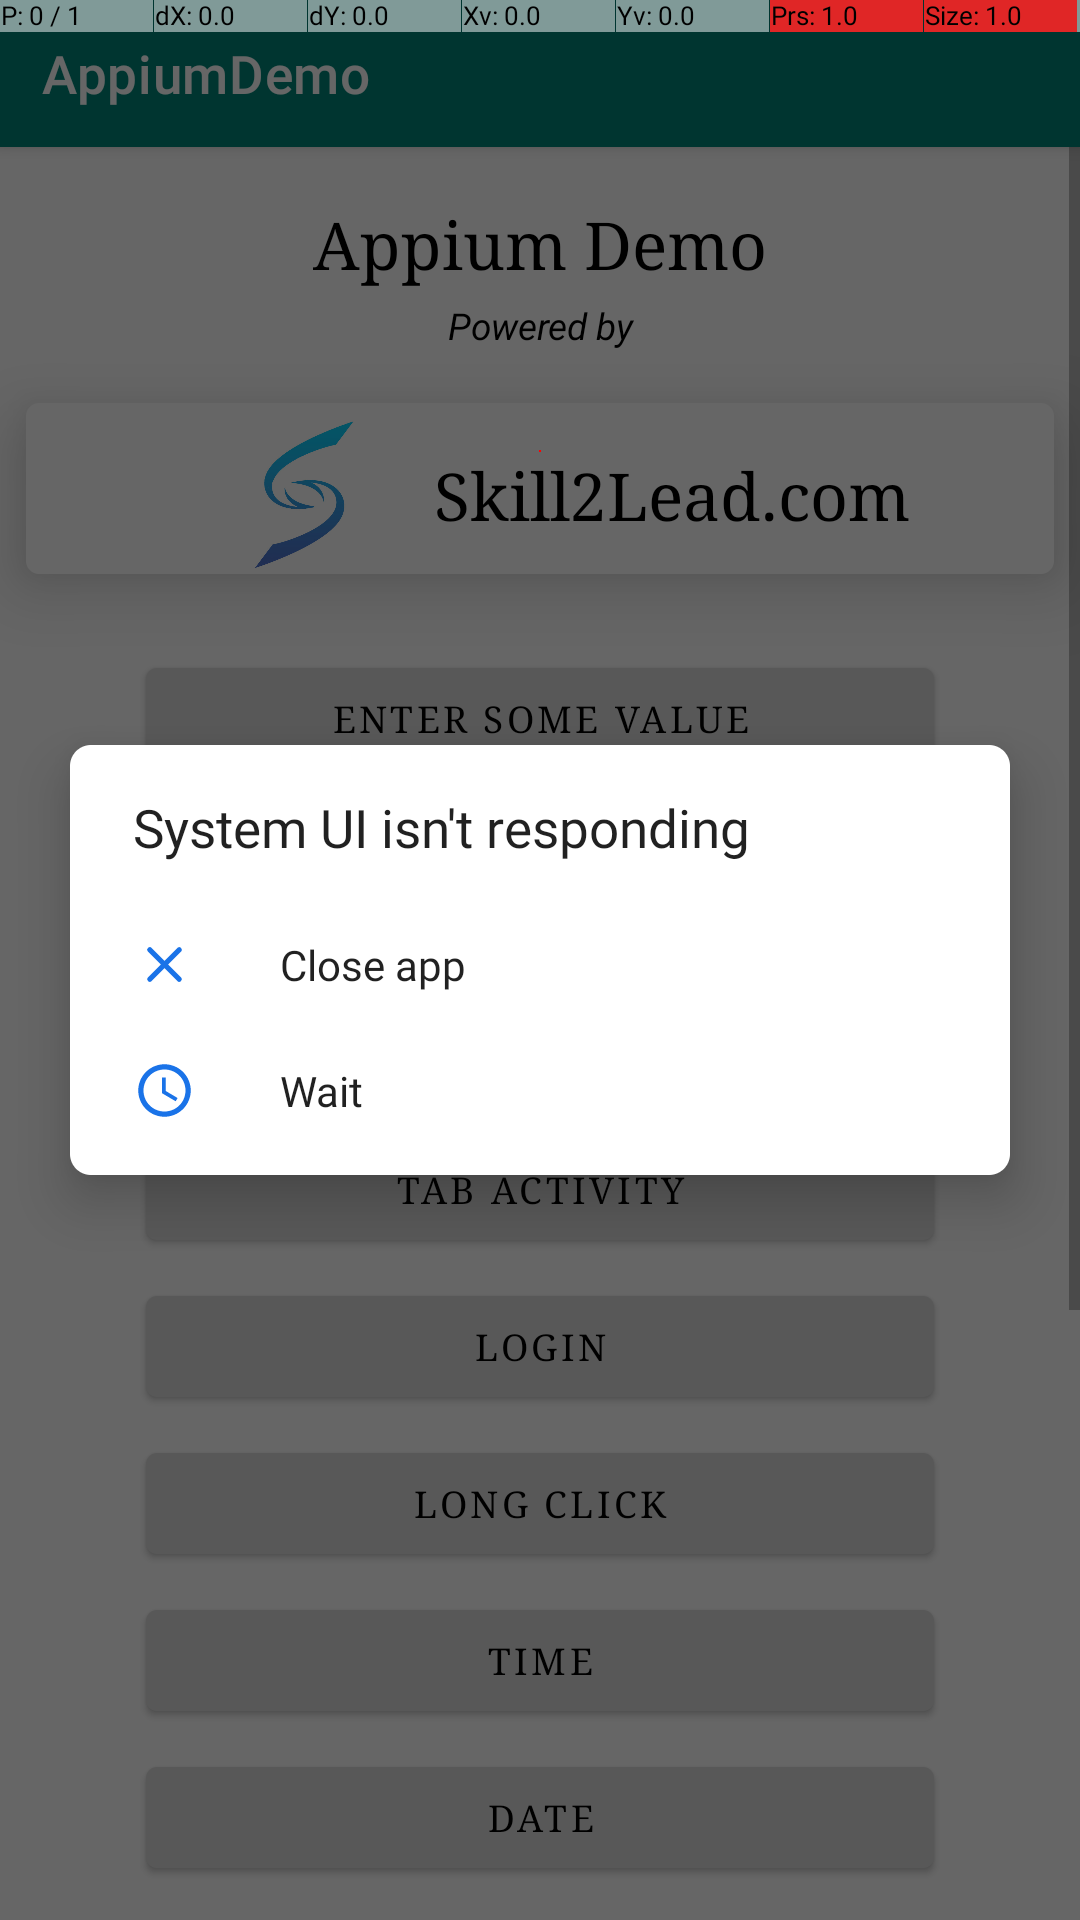 P: 0 / 1 dX: 0.0 dY: 0.0 Xv: 0.0 Yv: 0.0 Prs: 1.0 Size: 1.0
AppiumDemo
Appium Demo
Powered by
Skill2Lead.com
ENTER SOME VALUE
System UI isn't responding
Close app
Wait
TAB ACTIVITY
LOGIN
LONG CLICK
TIME
DATE